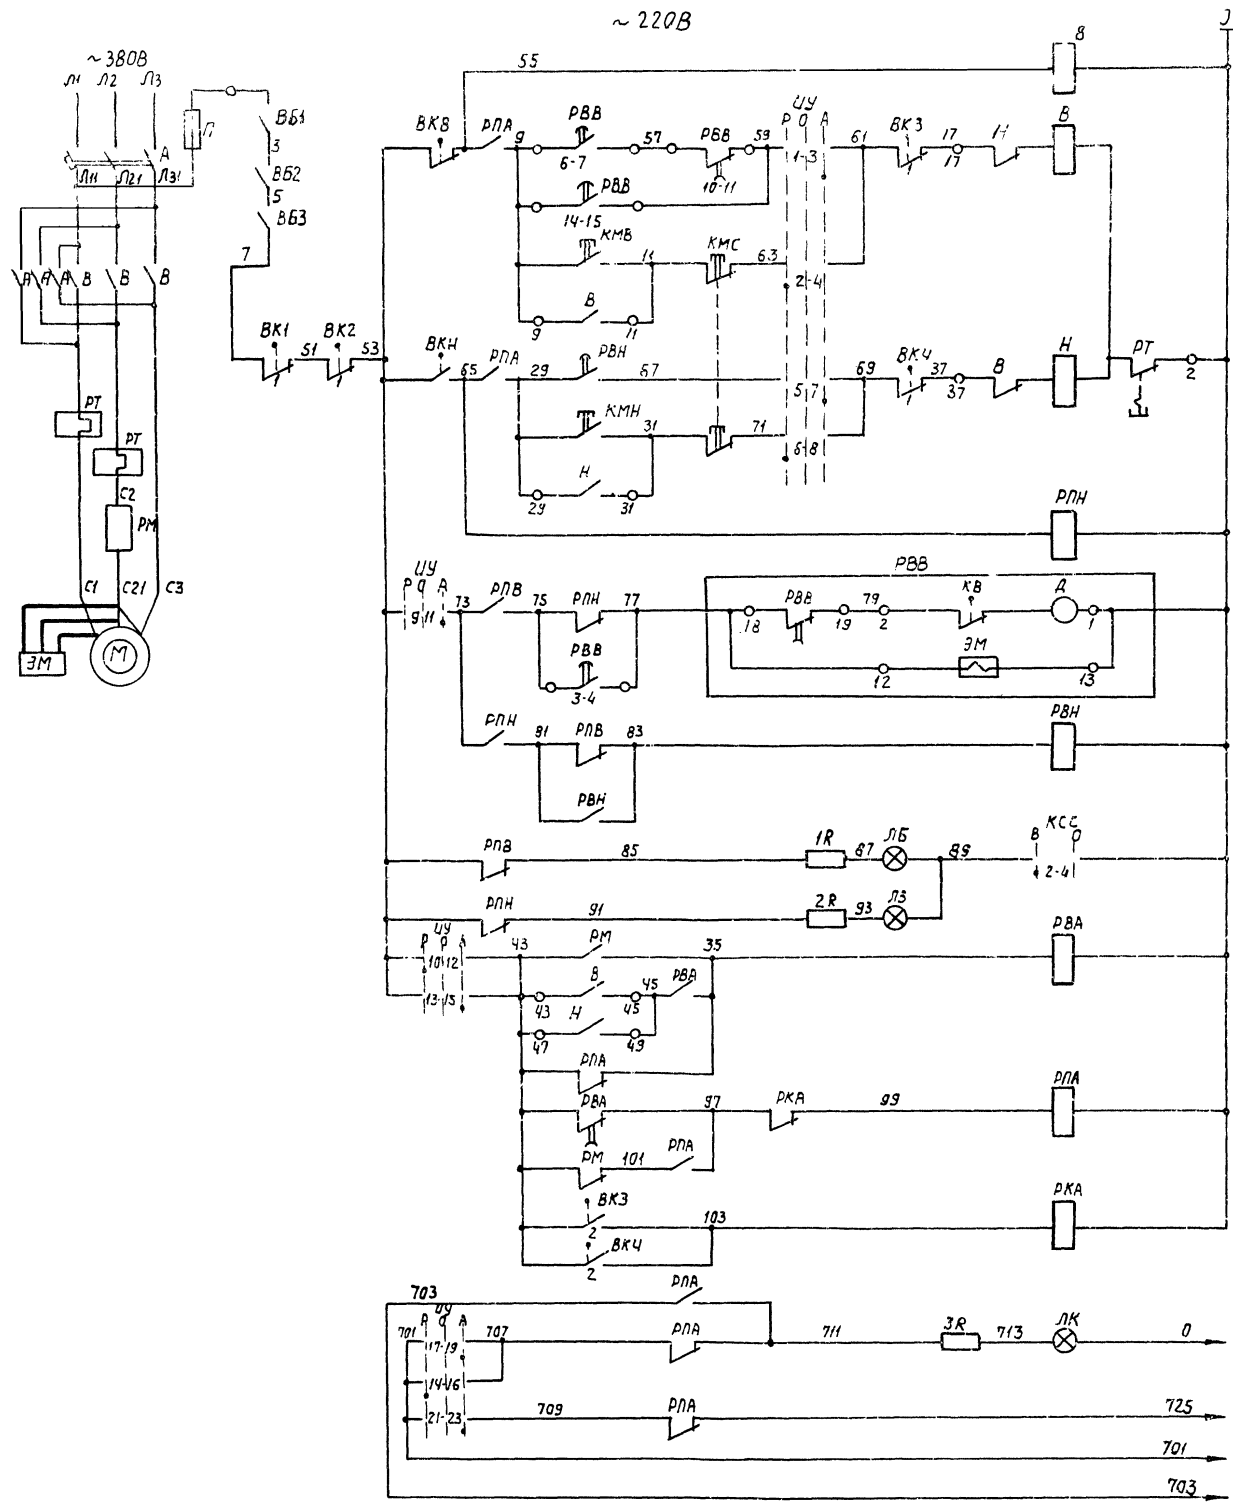 ~ 220В
~380В
Л1 Л2 Л3
П
А
Л11 Л21 Л31
ВБ1
3
ВБ2
5
ВБ3
7
А А А В В В
ВК1 51 ВК2 53
РТ
РТ
С2
РМ
С1 С21 С3
ЭМ М
55 8
ВКВ РПА 9 РВВ 57 РВВ 59 ИУ 61 ВК3 17 Н В
Р О А
6-7 10-11 1-3 1 17
РВВ
14-15
КМВ 11 КМС 63 2-4
В
9 11
ВКН 65 РПА 29 РВН 67 5 7 69 ВК4 37 В Н РТ
1 37 2
КМН 31 71 6-8
Н
29 31
РПН
РВВ
ИУ
Р О А
9 11 73 РПВ 75 РПН 77 РВВ 79 КВ Д
18 19 2 1
РВВ
3-4
ЭМ
12 13
РПН 81 РПВ 83 РВН
РВН
РПВ 85 1R 87 ЛБ 89 КСС
В О
2-4
РПН 91 2R 93 ЛЗ
ИУ
Р А
10 12 43 РМ 35 РВА
13-15 В 45 РВА
43 45
Н
47 49
РПА
РВА 97 РКА 99 РПА
РМ 101 РПА
ВК3 103 РКА
2
ВК4
2
703 РПА
ИУ
О А
701 17-19 707 РПА 711 3R 713 ЛК 0
14-16
21-23 709 РПА 725
701
703